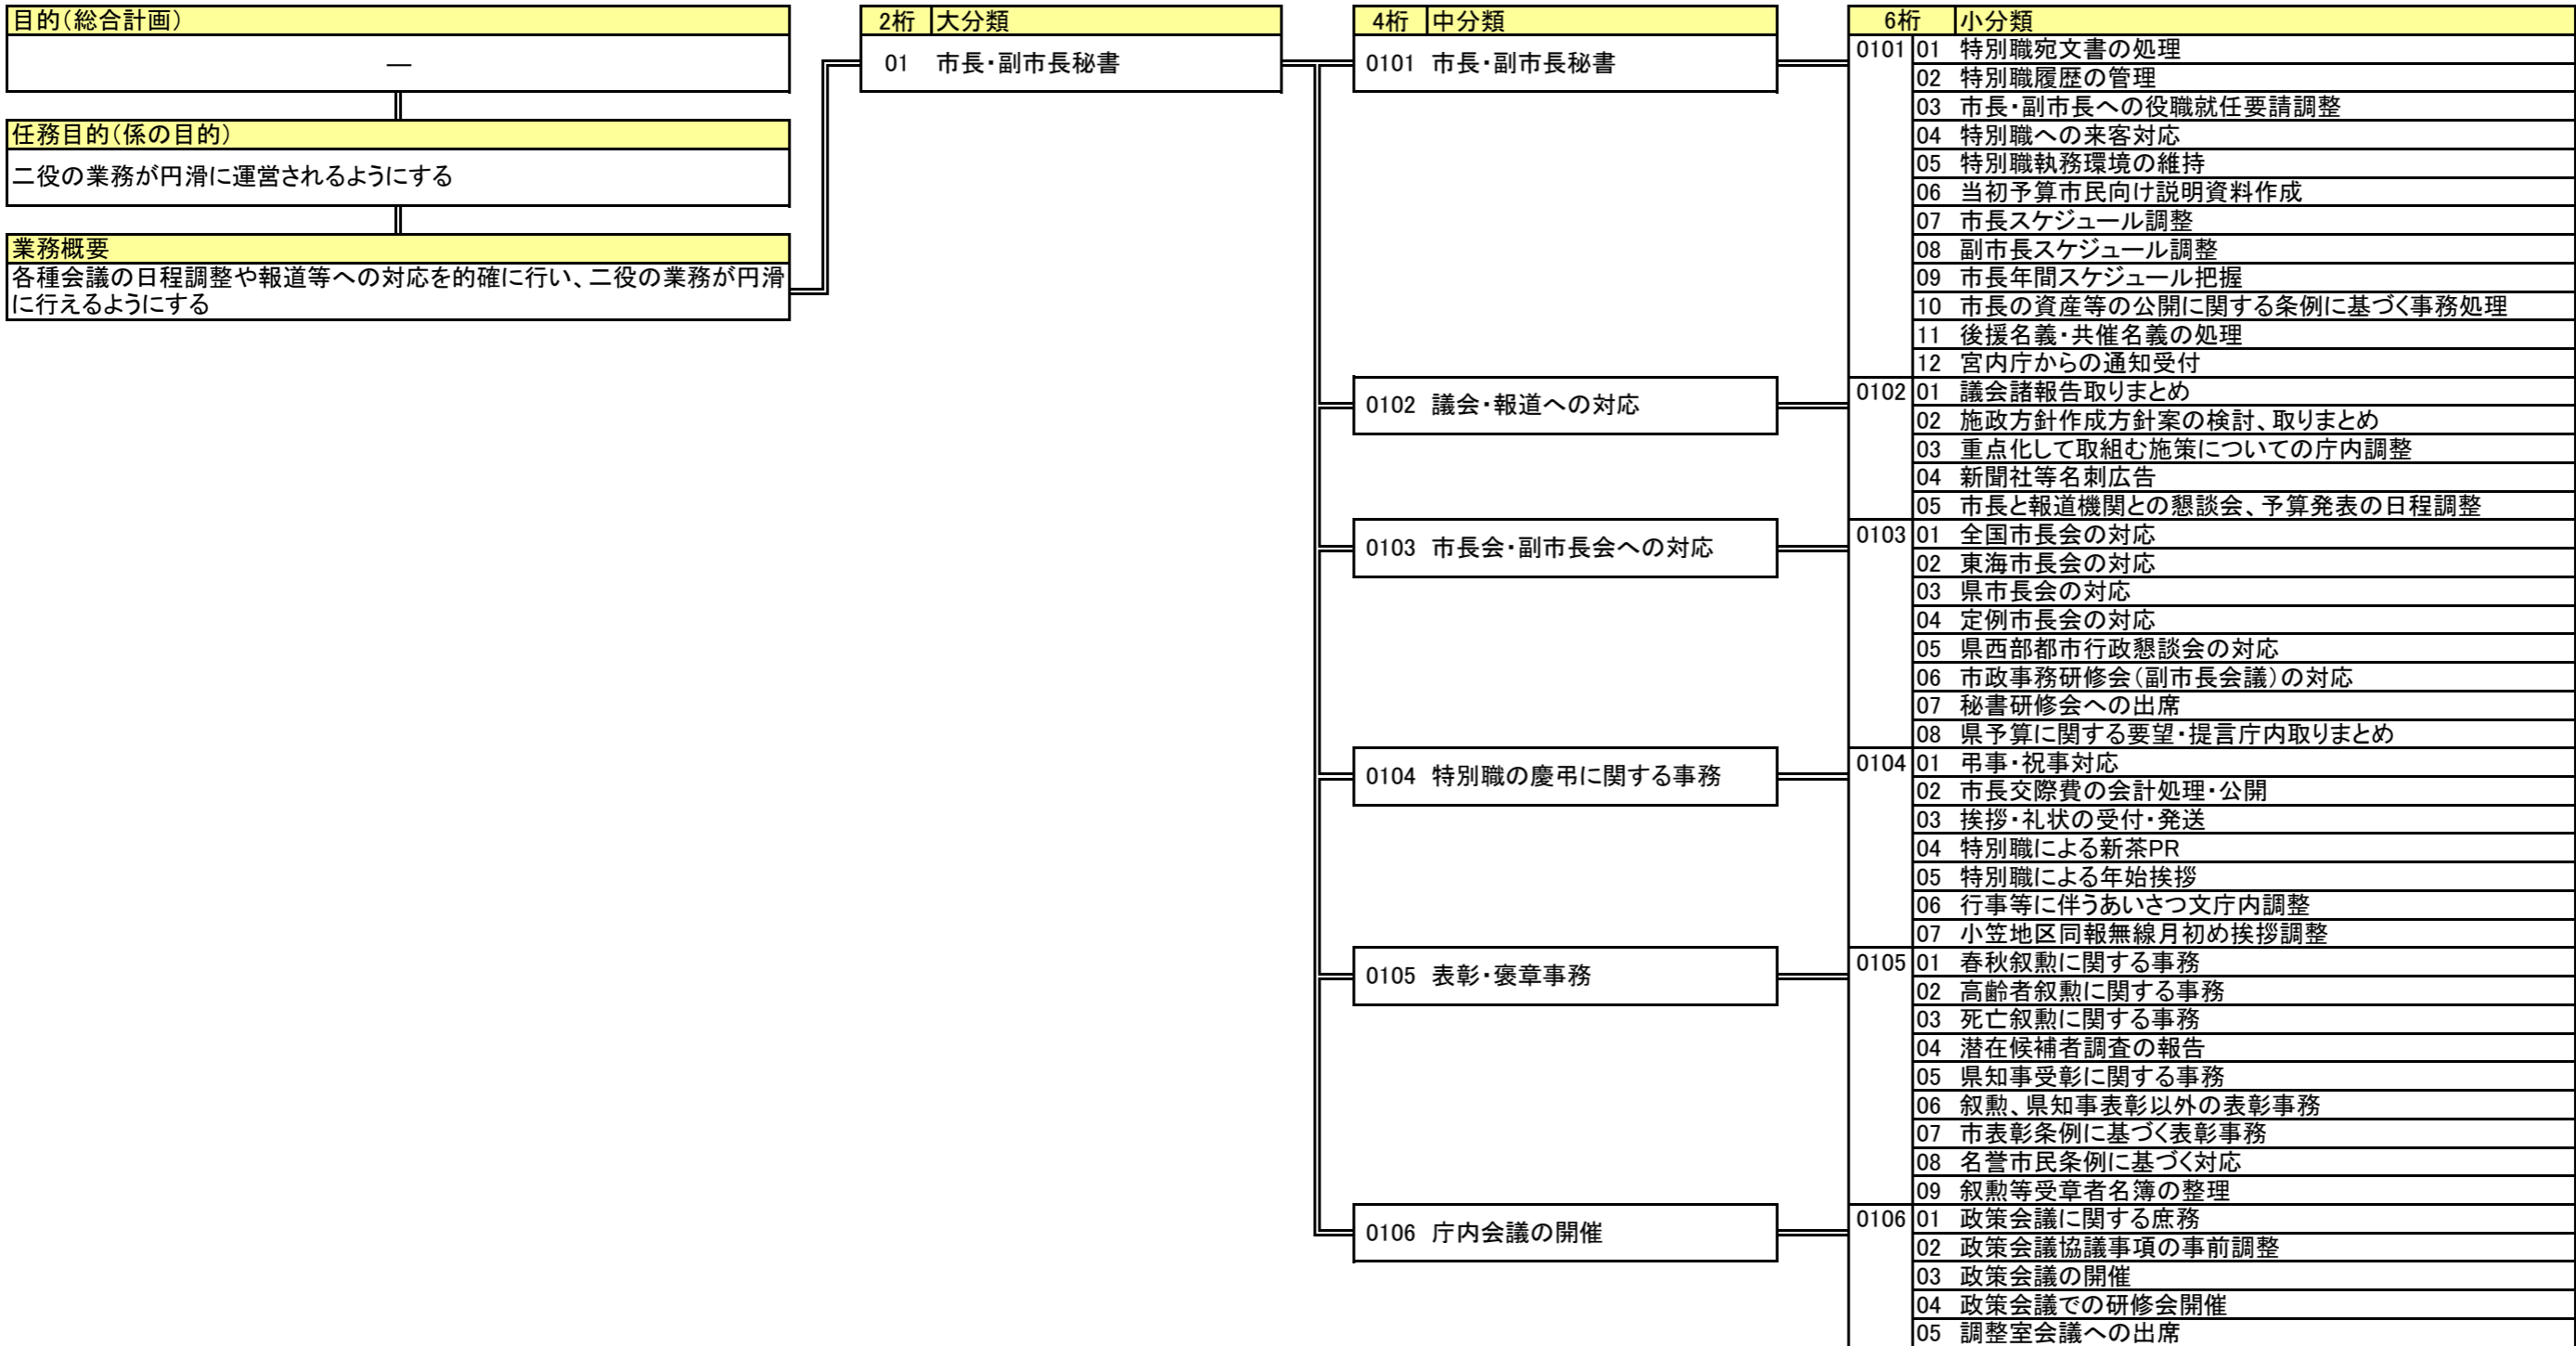 目的(総合計画)
―
任務目的(係の目的)
二役の業務が円滑に運営されるようにする
業務概要
各種会議の日程調整や報道等への対応を的確に行い、二役の業務が円滑
に行えるようにする
2桁 大分類
01 市長・副市長秘書
4桁 中分類
0101 市長・副市長秘書
0102 議会・報道への対応
0103 市長会・副市長会への対応
0104 特別職の慶弔に関する事務
0105 表彰・褒章事務
0106 庁内会議の開催
6桁 小分類
0101 01 特別職宛文書の処理
02 特別職履歴の管理
03 市長・副市長への役職就任要請調整
04 特別職への来客対応
05 特別職執務環境の維持
06 当初予算市民向け説明資料作成
07 市長スケジュール調整
08 副市長スケジュール調整
09 市長年間スケジュール把握
10 市長の資産等の公開に関する条例に基づく事務処理
11 後援名義・共催名義の処理
12 宮内庁からの通知受付
0102 01 議会諸報告取りまとめ
02 施政方針作成方針案の検討、取りまとめ
03 重点化して取組む施策についての庁内調整
04 新聞社等名刺広告
05 市長と報道機関との懇談会、予算発表の日程調整
0103 01 全国市長会の対応
02 東海市長会の対応
03 県市長会の対応
04 定例市長会の対応
05 県西部都市行政懇談会の対応
06 市政事務研修会(副市長会議)の対応
07 秘書研修会への出席
08 県予算に関する要望・提言庁内取りまとめ
0104 01 弔事・祝事対応
02 市長交際費の会計処理・公開
03 挨拶・礼状の受付・発送
04 特別職による新茶PR
05 特別職による年始挨拶
06 行事等に伴うあいさつ文庁内調整
07 小笠地区同報無線月初め挨拶調整
0105 01 春秋叙勲に関する事務
02 高齢者叙勲に関する事務
03 死亡叙勲に関する事務
04 潜在候補者調査の報告
05 県知事受彰に関する事務
06 叙勲、県知事表彰以外の表彰事務
07 市表彰条例に基づく表彰事務
08 名誉市民条例に基づく対応
09 叙勲等受章者名簿の整理
0106 01 政策会議に関する庶務
02 政策会議協議事項の事前調整
03 政策会議の開催
04 政策会議での研修会開催
05 調整室会議への出席